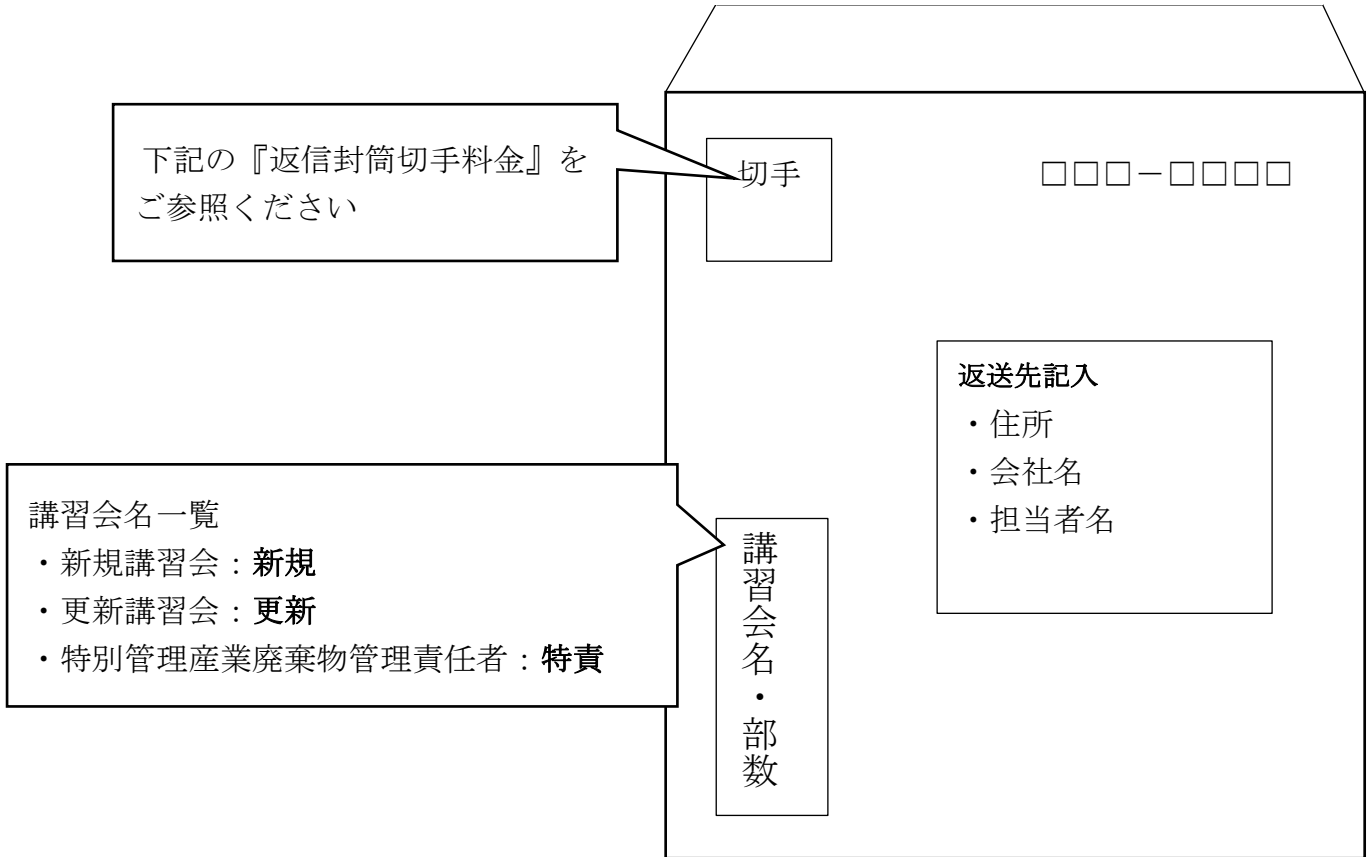 下記の『返信封筒切手料金』を
ご参照ください
切手
□□□－□□□□
返送先記入
・住所
・会社名
・担当者名
講習会名一覧
・新規講習会：新規
・更新講習会：更新
・特別管理産業廃棄物管理責任者：特責
講習会名・部数